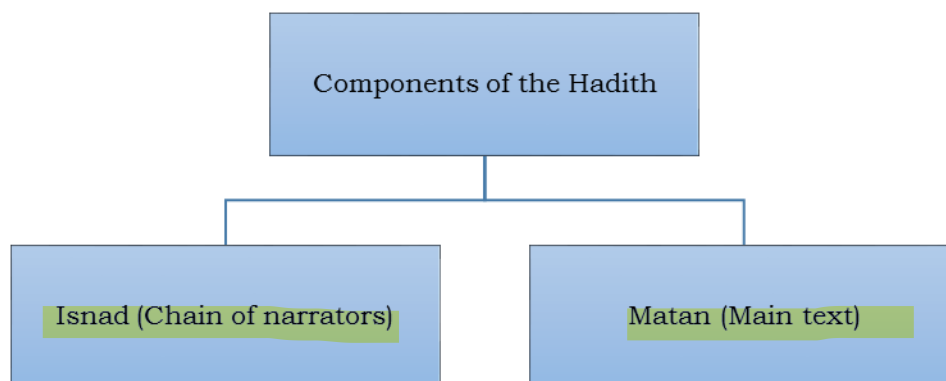 Components of the Hadith
Isnad (Chain of narrators)
Matan (Main text)